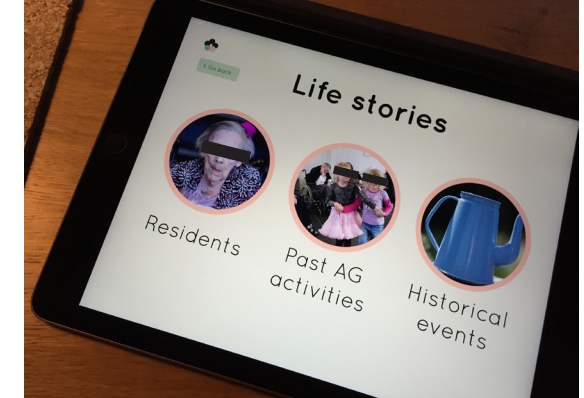 < Go Back
Life stories
Residents
Past AG
activities
Historical
events